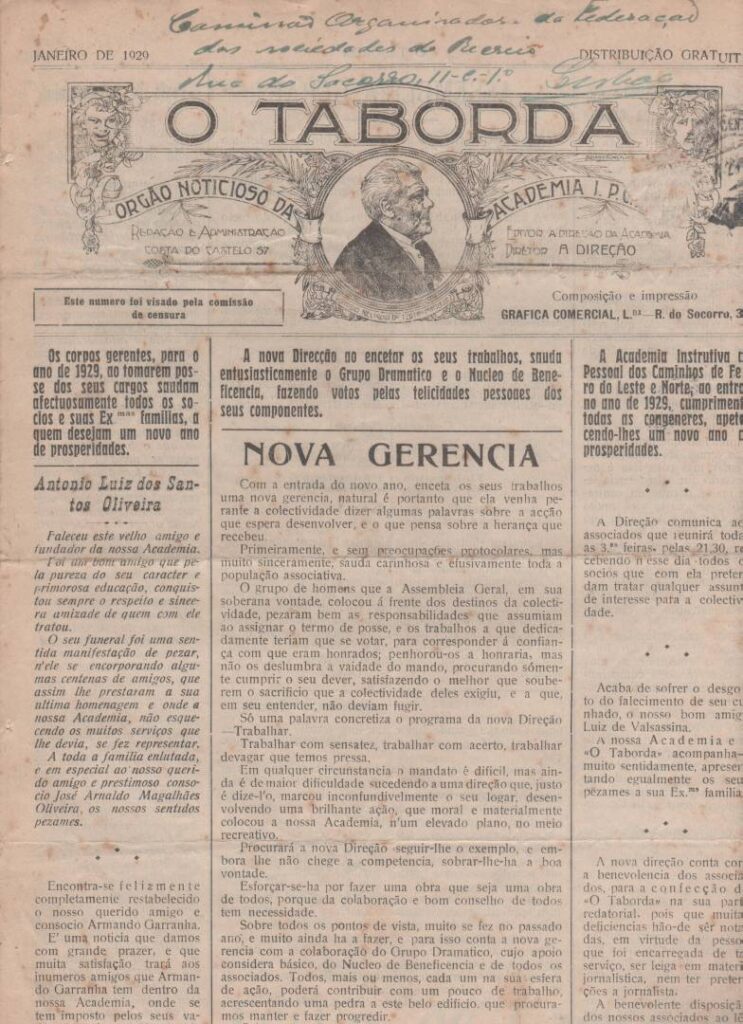 Commissão Organisadora da Federação
das sociedades de Recreio
Rua do Socorro, 11-c-1º Lisboa
JANEIRO DE 1929
DISTRIBUIÇÃO GRATUIT
O TABORDA
ORGÃO NOTICIOSO DA
ACADEMIA I. P.
REDAÇÃO E ADMINISTRAÇÃO
COSTA DO CASTELO 57
EDITOR A DIREÇÃO DA ACADEMIA
DIRETOR A DIREÇÃO
Este numero foi visado pela comissão
de censura
Composição e impressão
GRAFICA COMERCIAL, L.da—R. do Socorro, 3
Os corpos gerentes, para o
ano de 1929, ao tomarem pos-
se dos seus cargos saudam
afectuosamente todos os so-
cios e suas Ex.mas familias, a
quem desejam um novo ano
de prosperidades.
Antonio Luiz dos San-
tos Oliveira
Faleceu este velho amigo e
fundador da nossa Academia.
Foi um bom amigo que pe-
la pureza do seu caracter e
primorosa educação, conquis-
tou sempre o respeito e since-
ra amizade de quem com ele
tratou.
O seu funeral foi uma sen-
tida manifestação de pezar,
n'ele se encorporando algu-
mas centenas de amigos, que
assim lhe prestaram a sua
ultima homenagem e onde a
nossa Academia, não esque-
cendo os muitos serviços que
lhe devia, se fez representar.
A toda a familia enlutada,
e em especial ao nosso queri-
do amigo e prestimoso conso-
cio José Arnaldo Magalhães
Oliveira, os nossos sentidos
pezames.
Encontra-se felizmente
completamente restabelecido
o nosso querido amigo e
consocio Armando Garranha.
E' uma noticia que damos
com grande prazer, e que
muita satisfação trará aos
inumeros amigos que Arman-
do Garranha tem dentro da
nossa Academia, onde se
tem imposto pelos seus va-
A nova Direcção ao encetar os seus trabalhos, sauda
entusiasticamente o Grupo Dramatico e o Nucleo de Bene-
ficencia, fazendo votos pelas felicidades pessoaes dos
seus componentes.
NOVA GERENCIA
Com a entrada do novo ano, enceta os seus trabalhos
uma nova gerencia, natural é portanto que ela venha pe-
rante a colectividade dizer algumas palavras sobre a acção
que espera desenvolver, e o que pensa sobre a herança que
recebeu.
Primeiramente, e sem preocupações protocolares, mas
muito sinceramente, sauda carinhosa e efusivamente toda a
população associativa.
O grupo de homens que a Assembleia Geral, em sua
soberana vontade, colocou á frente dos destinos da colecti-
vidade, pezaram bem as responsabilidades que assumiam
ao assignar o termo de posse, e os trabalhos a que dedica-
damente teriam que se votar, para corresponder á confian-
ça com que eram honrados; penhorou-os a honraria, mas
não os deslumbra a vaidade do mando, procurando sómen-
te cumprir o seu dever, satisfazendo o melhor que soube-
rem o sacrificio que a colectividade deles exigiu, e a que,
em seu entender, não deviam fugir.
Só uma palavra concretiza o programa da nova Direção
—Trabalhar.
Trabalhar com sensatez, trabalhar com acerto, trabalhar
devagar que temos pressa.
Em qualquer circunstancia o mandato é dificil, mas ain-
da é de maior dificuldade sucedendo a uma direção que, justo
é dize-l'o, marcou inconfundivelmente o seu logar, desen-
volvendo uma brilhante ação, que moral e materialmente
colocou a nossa Academia, n'um elevado plano, no meio
recreativo.
Procurará a nova Direção seguir-lhe o exemplo, e em-
bora lhe não chege a competencia, sobrar-lhe-ha a boa
vontade.
Esforçar-se-ha por fazer uma obra que seja uma obra
de todos, porque da colaboração e bom conselho de todos
tem necessidade.
Sobre todos os pontos de vista, muito se fez no passado
ano, e muito ainda ha a fazer, e para isso conta a nova ge-
rencia com a colaboração do Grupo Dramatico, cujo apoio
considera básico, do Nucleo de Beneficencia e de todos os
associados. Todos, mais ou menos, cada um na sua esfera
de ação, poderá contribuir com um pouco de trabalho,
acrescentando uma pedra a este belo edificio, que procura-
mos manter e fazer progredir.
A Academia Instrutiva d
Pessoal dos Caminhos de Fe
ro do Leste e Norte, ao entra
no ano de 1929, cumpriment
todas as congeneres, apete
cendo-lhes um novo ano d
prosperidades.
A Direção comunica ao
associados que reunirá toda
as 3.as feiras, pelas 21,30, re
cebendo n'esse dia todos o
socios que com ela preten
dam tratar qualquer assunt
de interesse para a colectiv
dade.
Acaba de sofrer o desgo
to do falecimento de seu cu
nhado, o nosso bom amig
Luiz de Valsassina.
A nossa Academia e
«O Taborda» acompanha-
muito sentidamente, apresen
tando egualmente os seu
pêzames a sua Ex.ma familia
A nova direção conta com
a benevolencia dos associa
dos, para a confecção d
«O Taborda» na sua part
redatorial, pois que muita
deficiencias hão-de sêr nota
das, em virtude da pesso
que foi encarregada de ta
serviço, ser leiga em materi
jornalistica, nem ter preten
ções a jornalista.
A benevolente disposiçã
dos nossos associados ao lê